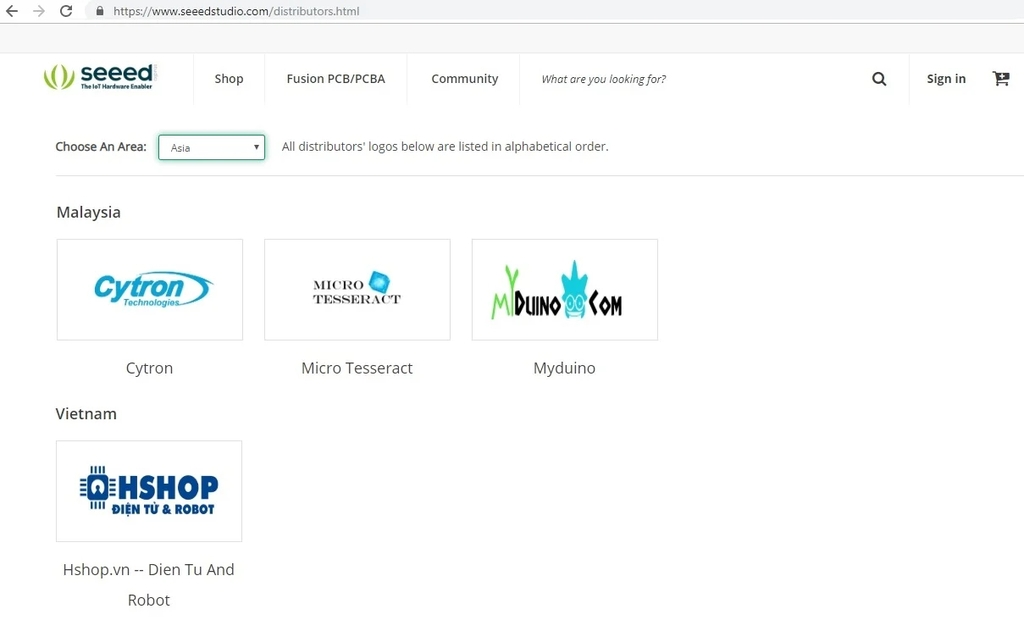 https://www.seeedstudio.com/distributors.html
seeed
The IoT Hardware Enabler
Shop
Fusion PCB/PCBA
Community
What are you looking for?
Sign in
Choose An Area:
Asia
All distributors' logos below are listed in alphabetical order.
Malaysia
Cytron
Technologies
MICRO
TESSERACT
MYDUINO.COM
Cytron
Micro Tesseract
Myduino
Vietnam
HSHOP
ĐIỆN TỬ & ROBOT
Hshop.vn -- Dien Tu And
Robot